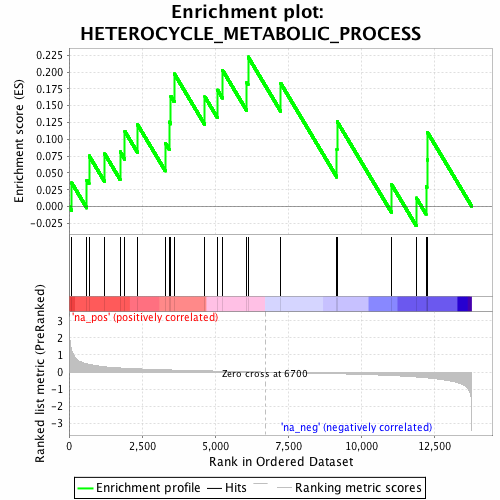 Enrichment plot:
HETEROCYCLE_METABOLIC_PROCESS
Enrichment score (ES)
0.225
0.200
0.175
0.150
0.125
0.100
0.075
0.050
0.025
0.000
-0.025
'na_pos' (positively correlated)
Ranked list metric (PreRanked)
3
2
1
0
-1
-2
-3
Zero cross at 6700
'na_neg' (negatively correlated)
0 2,500 5,000 7,500 10,000 12,500
Rank in Ordered Dataset
Enrichment profile Hits Ranking metric scores